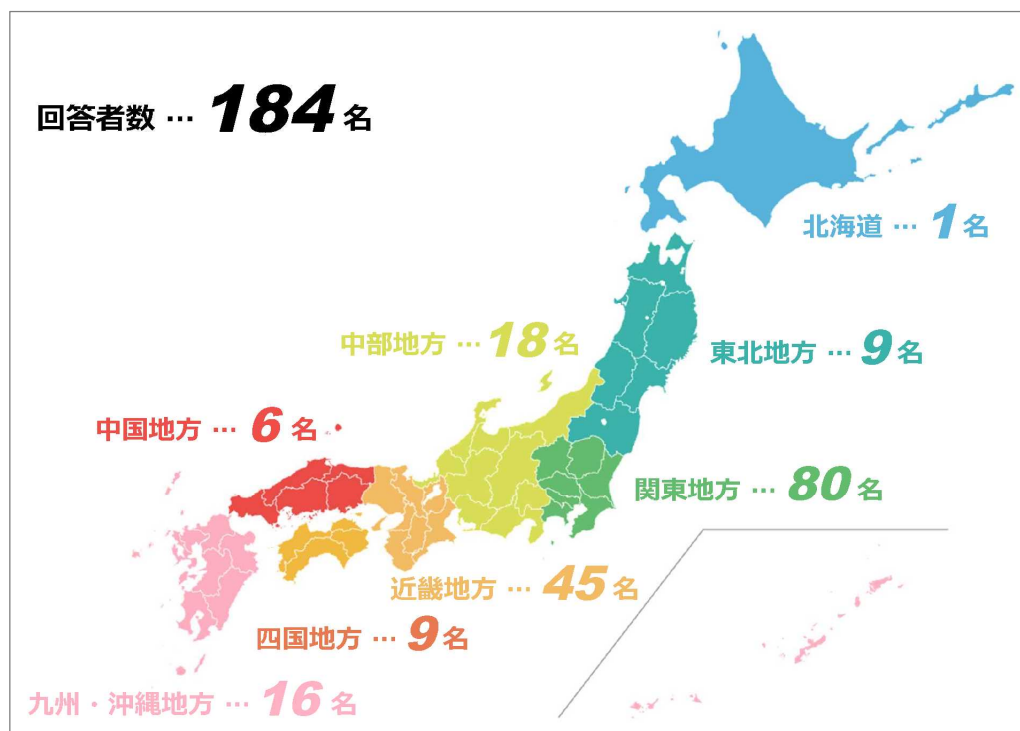 回答者数 … 184 名
北海道 … 1 名
中部地方 … 18 名
東北地方 … 9 名
中国地方 … 6 名
関東地方 … 80 名
近畿地方 … 45 名
四国地方 … 9 名
九州・沖縄地方 … 16 名